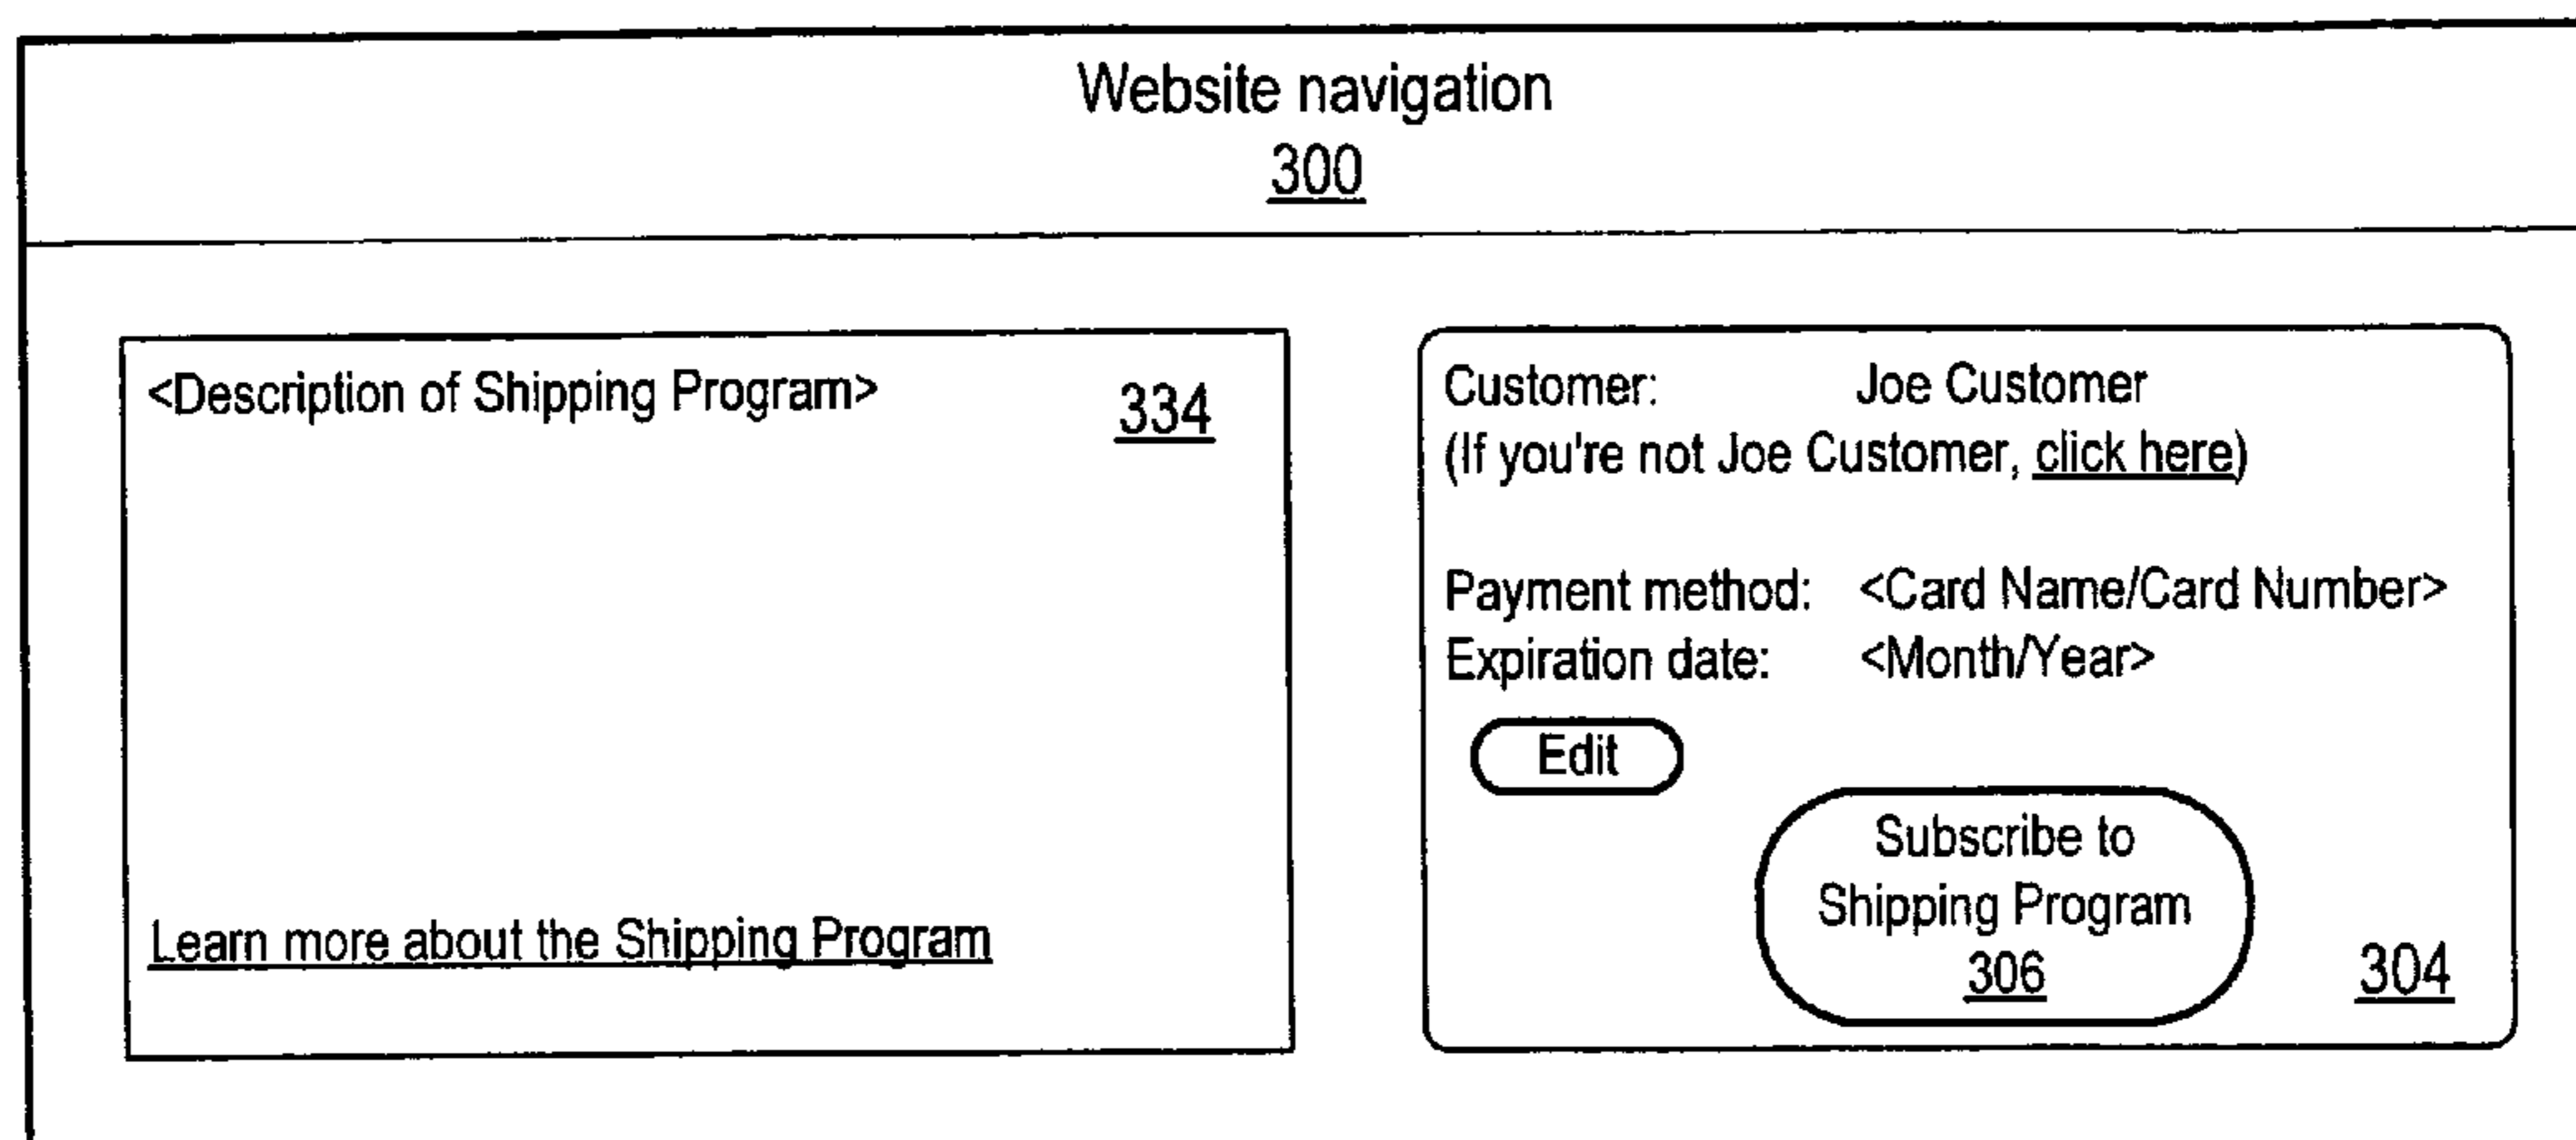 Website navigation
300
<Description of Shipping Program>
334
Learn more about the Shipping Program
Customer: Joe Customer
(If you're not Joe Customer, click here)
Payment method: <Card Name/Card Number>
Expiration date: <Month/Year>
Edit
Subscribe to
Shipping Program
306
304